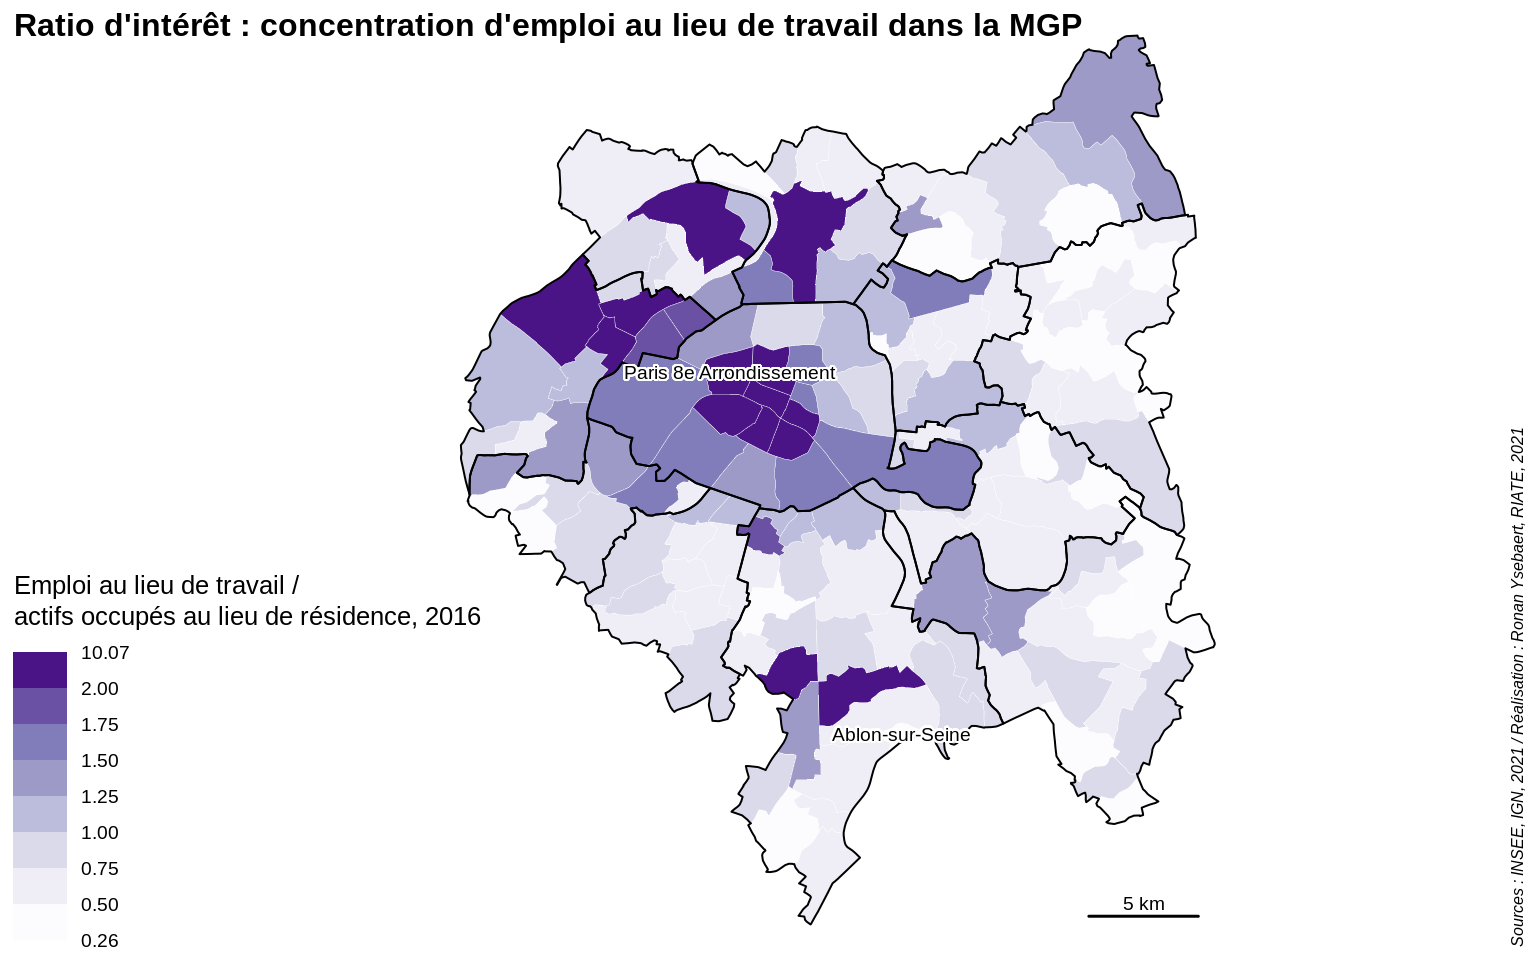 Ratio d'intérêt : concentration d'emploi au lieu de travail dans la MGP
Paris 8e Arrondissement
Ablon-sur-Seine
Emploi au lieu de travail /
actifs occupés au lieu de résidence, 2016
10.07
2.00
1.75
1.50
1.25
1.00
0.75
0.50
0.26
5 km
Sources : INSEE, IGN, 2021 / Réalisation : Ronan Ysebaert, RIATE, 2021